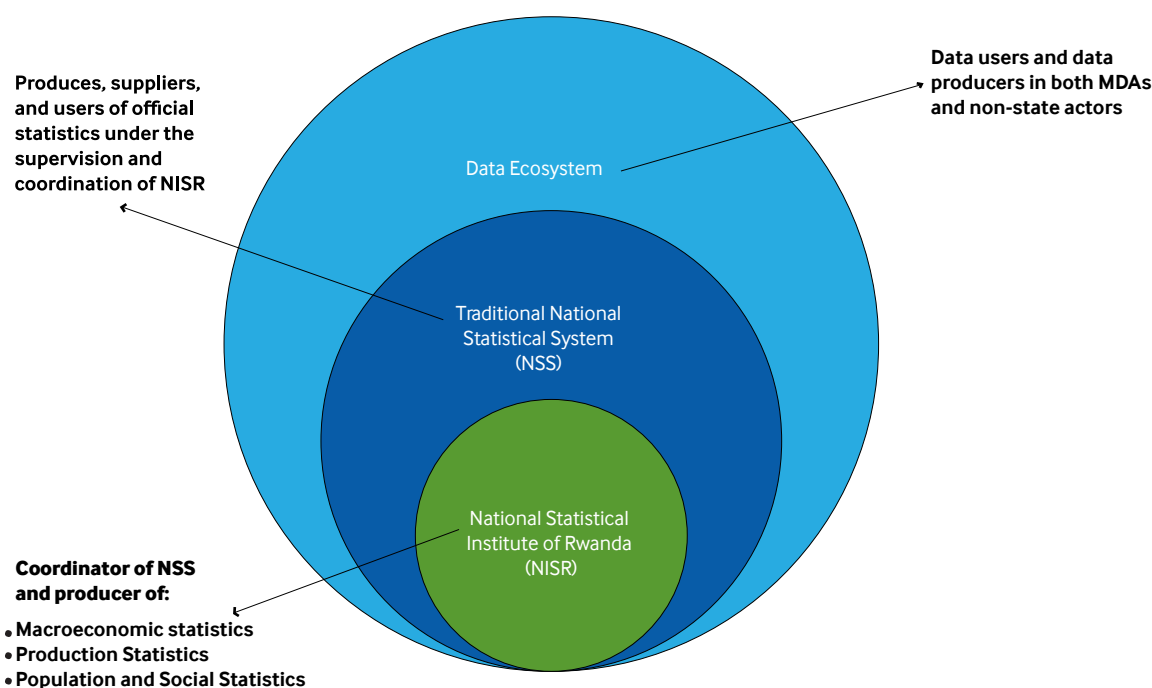 Produces, suppliers,
and users of official
statistics under the
supervision and
coordination of NISR
Data users and data
producers in both MDAs
and non-state actors
Data Ecosystem
Traditional National
Statistical System
(NSS)
National Statistical
Institute of Rwanda
(NISR)
Coordinator of NSS
and producer of:
• Macroeconomic statistics
• Production Statistics
• Population and Social Statistics